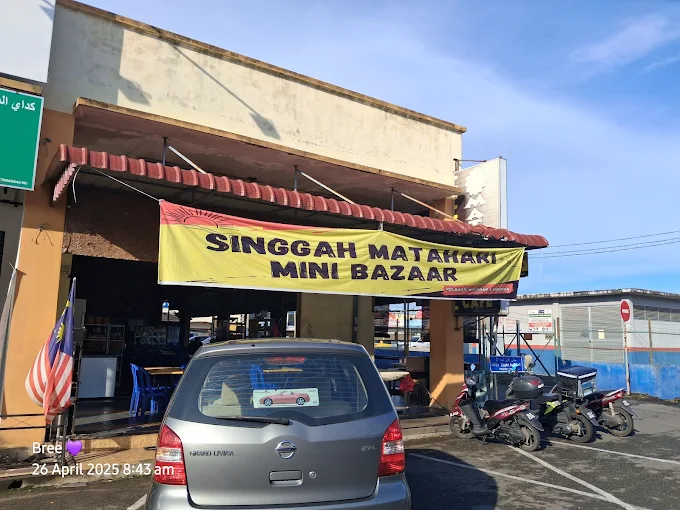 كداي
SINGGAH MATAHARI
MINI BAZAAR
GRAND LIVINA
Bree 💜
26 April 2025 8:43 am